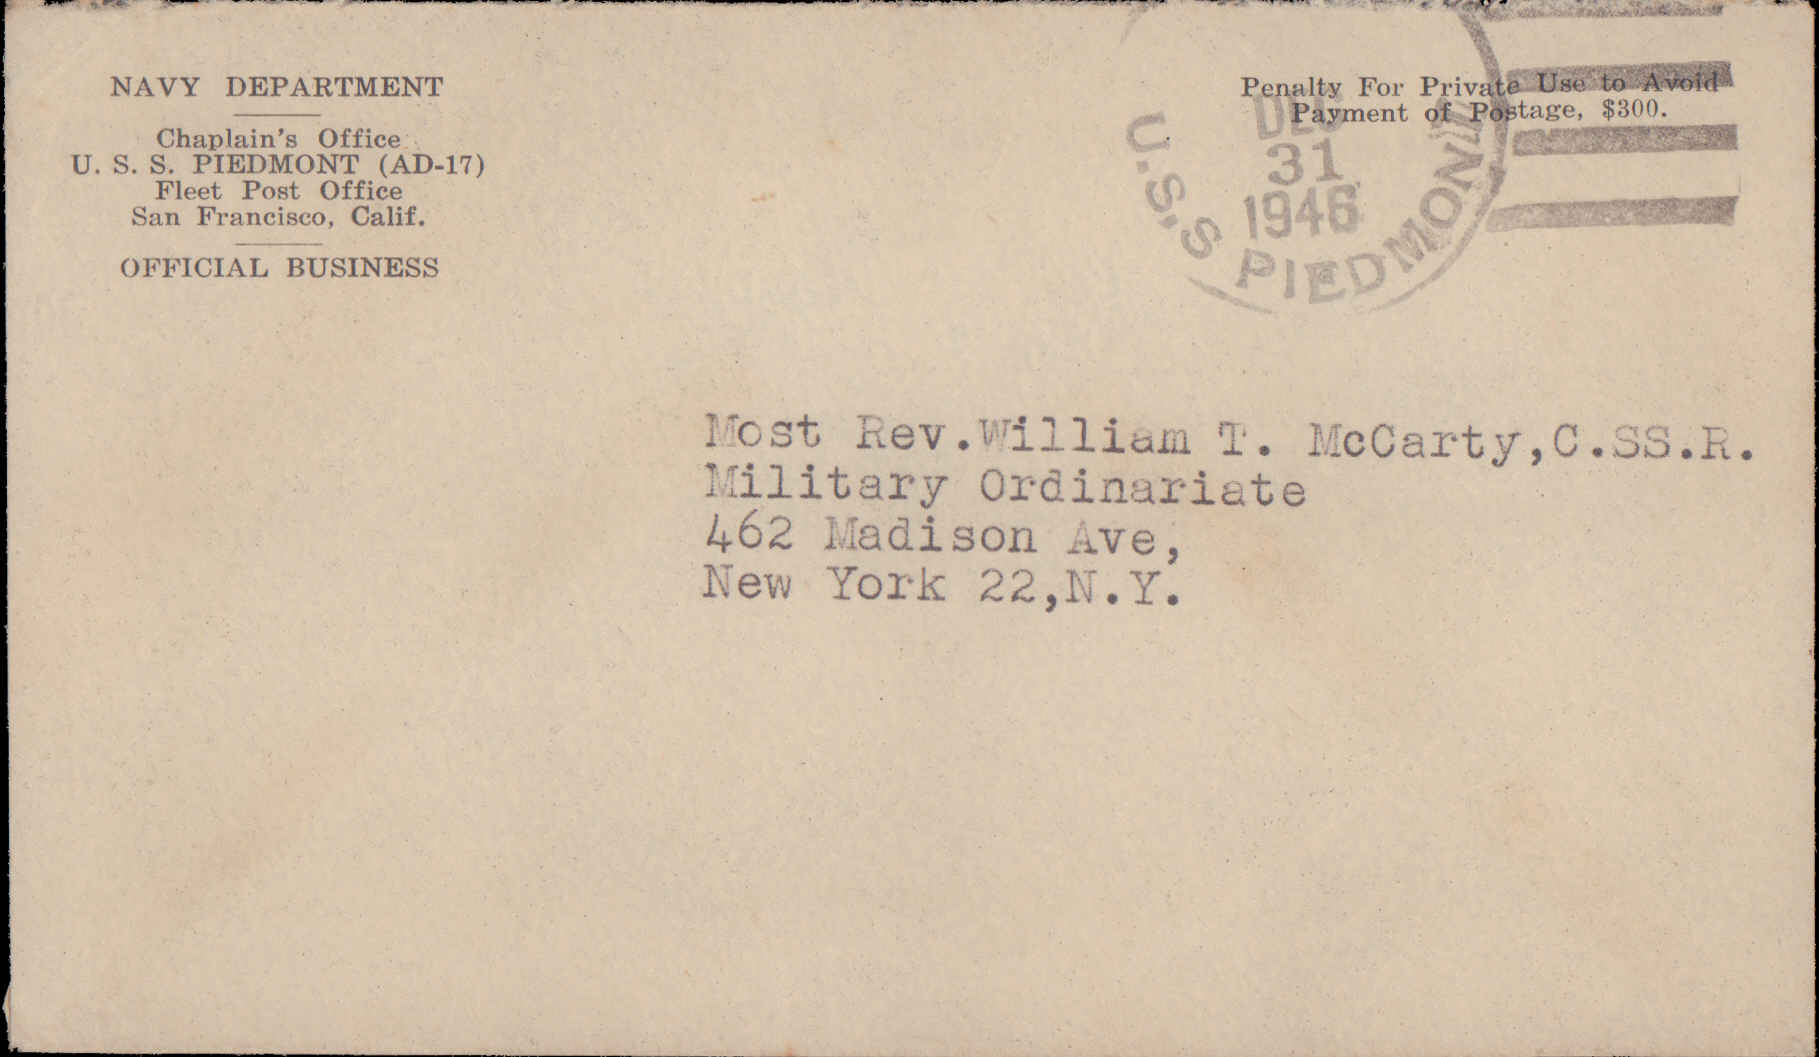 NAVY DEPARTMENT
Chaplain's Office
U. S. S. PIEDMONT (AD-17)
Fleet Post Office
San Francisco, Calif.
OFFICIAL BUSINESS
Penalty For Private Use to Avoid
Payment of Postage, $300.
DEC
31
1946
U.S.S PIEDMONT
Most Rev.William T. McCarty,C.SS.R.
Military Ordinariate
462 Madison Ave,
New York 22,N.Y.